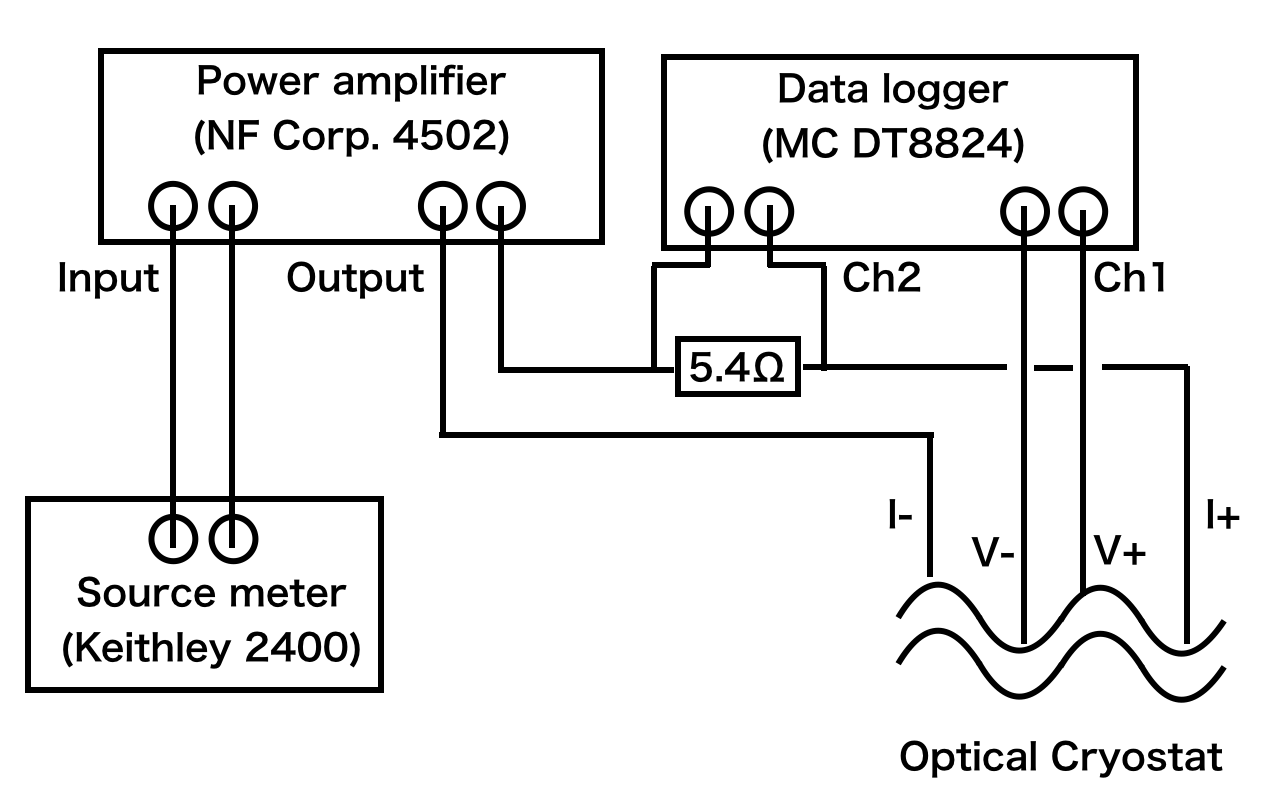 Power amplifier
(NF Corp. 4502)
Data logger
(MC DT8824)
Input
Output
Ch2
Ch1
5.4Ω
I-
V-
V+
I+
Source meter
(Keithley 2400)
Optical Cryostat